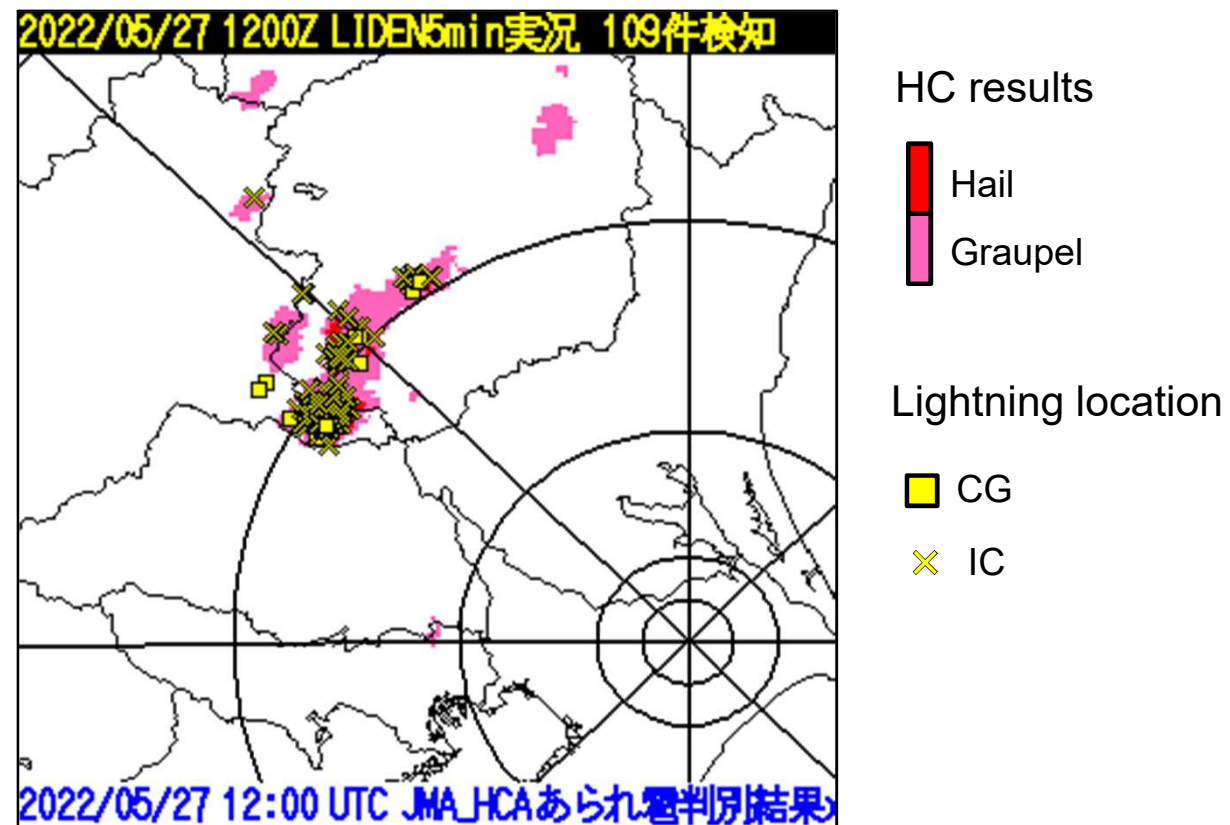 2022/05/27 1200Z LIDEN5min実況 109件検知
HC results
Hail
Graupel
Lightning location
CG
IC
2022/05/27 12:00 UTC JMA_HCAあられ雹判別結果